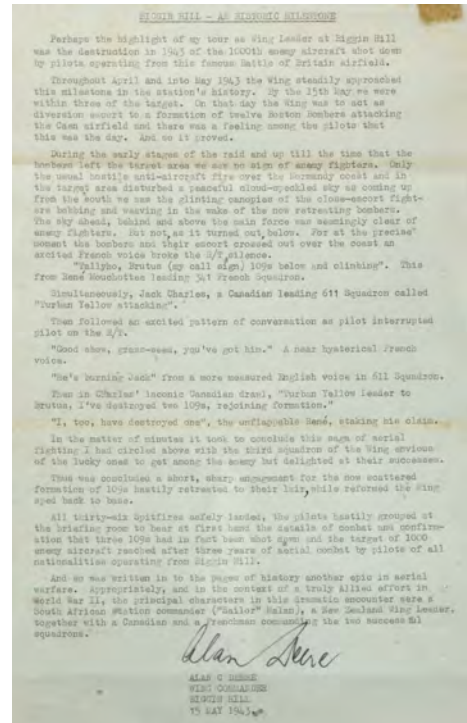 BIGGIN HILL - AN HISTORIC MILESTONE
Perhaps the highlight of my tour as Wing Leader at Biggin Hill
was the destruction in 1943 of the 1000th enemy aircraft shot down
by pilots operating from this famous Battle of Britain airfield.
Throughout April and into May 1943 the Wing steadily approached
this milestone in the station's history. By the 15th May we were
within three of the target. On that day the Wing was to act as
diversion escort to a formation of twelve Boston Bombers attacking
the Caen airfield and there was a feeling among the pilots that
this was the day. And so it proved.
During the early stages of the raid and up till the time that the
bombers left the target area we saw no sign of enemy fighters. Only
the usual hostile anti-aircraft fire over the Normandy coast and in
the target area disturbed a peaceful cloud-speckled sky as coming up
from the south we saw the glinting canopies of the close-escort fight-
ers bobbing and weaving in the wake of the now retreating bombers.
The sky ahead, behind and above the main force was seemingly clear of
enemy fighters. But not, as it turned out, below. For at the precise
moment the bombers and their escort crossed out over the coast an
excited French voice broke the R/T silence.
"Tallyho, Brutus (my call sign) 109s below and climbing". This
from René Mouchotte leading 341 French Squadron.
Simultaneously, Jack Charles, a Canadian leading 611 Squadron called
"Turban Yellow attacking".
Then followed an excited pattern of conversation as pilot interrupted
pilot on the R/T.
"Good show, you've got him." A near hysterical French
voice.
"He's burning Jack" from a more measured English voice in 611 Squadron.
Then in Charles' laconic Canadian drawl, "Turban Yellow leader to
Brutus, I've destroyed two 109s, rejoining formation."
"I, too, have destroyed one", the unflappable René, staking his claim.
In the matter of minutes it took to conclude this saga of aerial
fighting I had circled above with the third squadron of the Wing envious
of the lucky ones to get among the enemy but delighted at their successes.
Thus was concluded a short, sharp engagement for the now scattered
formation of 109s hastily retreated to their lair, while reformed the Wing
sped back to base.
All thirty-six Spitfires safely landed, the pilots hastily grouped at
the briefing room to hear at first hand the details of combat and confirm-
ation that three 109s had in fact been shot down and the target of 1000
enemy aircraft reached after three years of aerial combat by pilots of all
nationalities operating from Biggin Hill.
And so was written in to the pages of history another epic in aerial
warfare. Appropriately, and in the context of a truly Allied effort in
World War II, the principal characters in this dramatic encounter were a
South African Station commander ("Sailor" Malan), a New Zealand Wing Leader,
together with a Canadian and a Frenchman commanding the two successful
squadrons.
Alan Deere
ALAN C DEERE
WING COMMANDER
BIGGIN HILL
15 MAY 1943